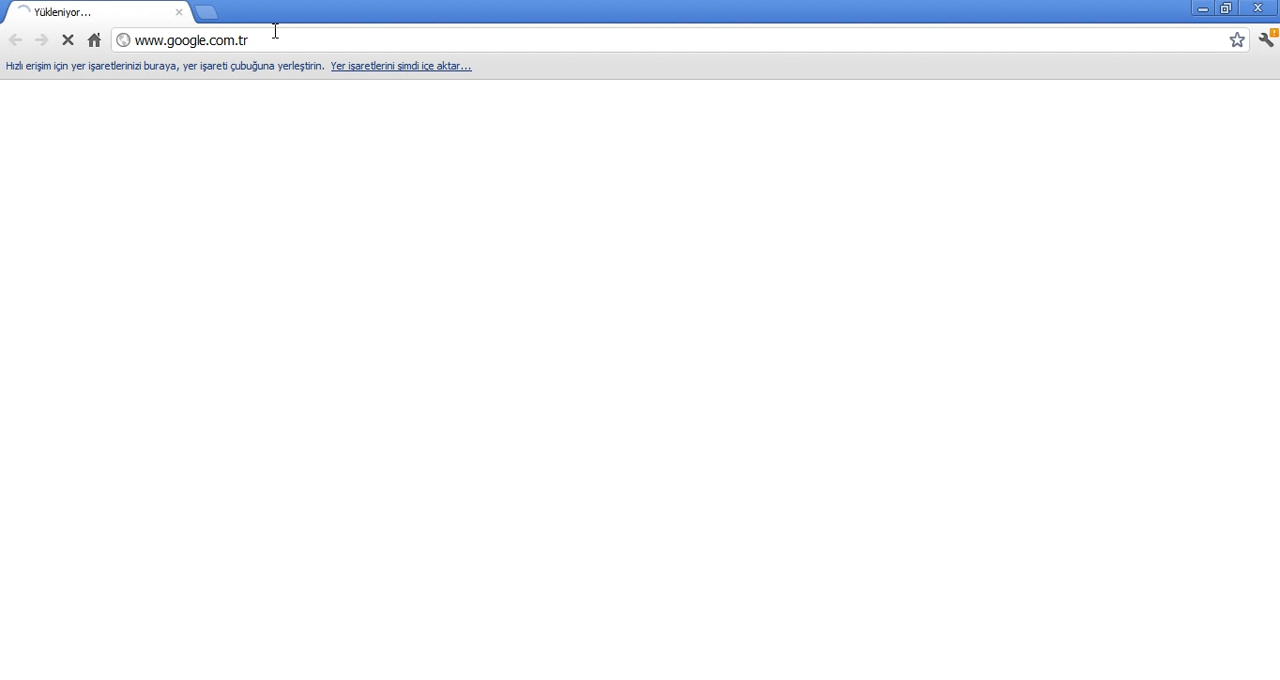 Yükleniyor...
www.google.com.tr
Hızlı erişim için yer işaretlerinizi buraya, yer işareti çubuğuna yerleştirin. Yer işaretlerini şimdi içe aktar...